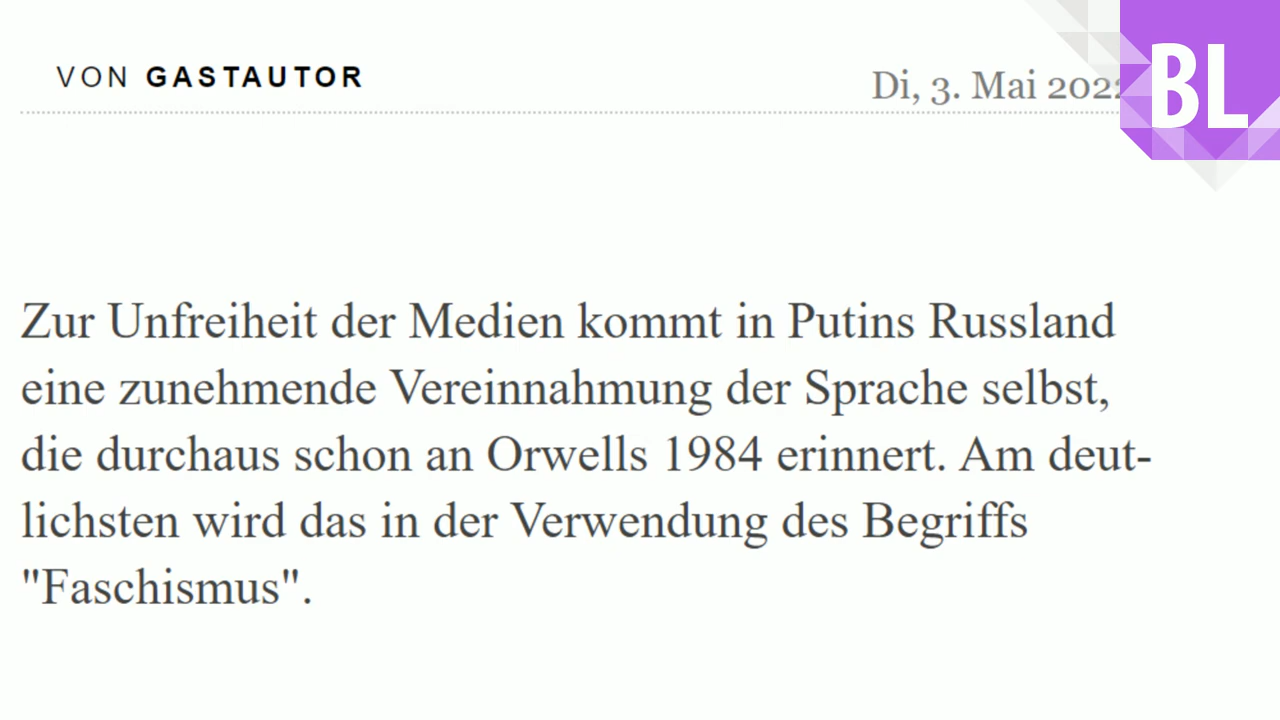 VON GASTAUTOR
Di, 3. Mai 2022
BL
Zur Unfreiheit der Medien kommt in Putins Russland
eine zunehmende Vereinnahmung der Sprache selbst,
die durchaus schon an Orwells 1984 erinnert. Am deut-
lichsten wird das in der Verwendung des Begriffs
"Faschismus".